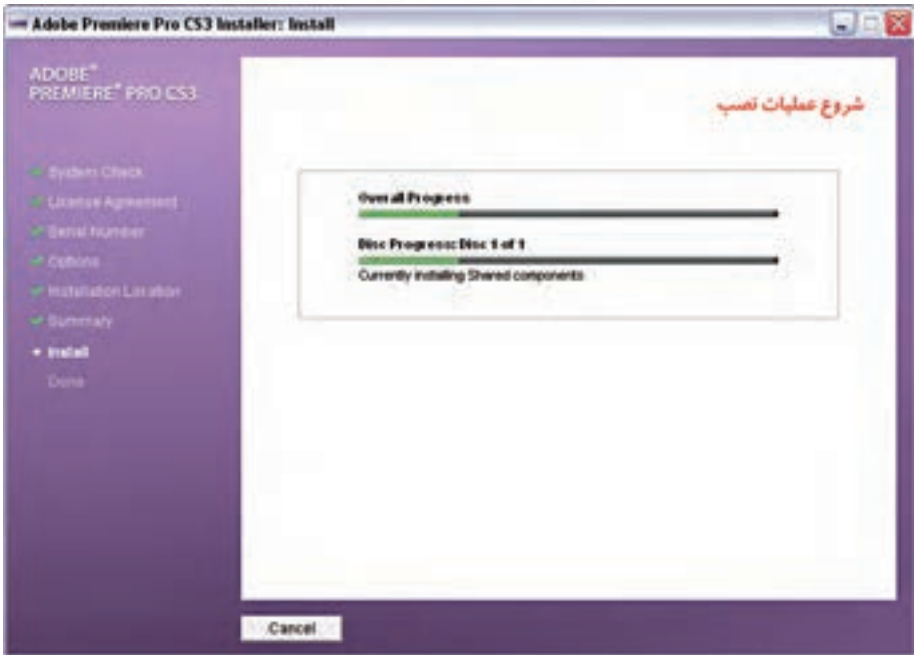 Adobe Premiere Pro CS3 Installer: Install
ADOBE®
PREMIERE® PRO CS3
شروع عملیات نصب
System Check
License Agreement
Serial Number
Options
Installation Location
Summary
Install
Done
Overall Progress
Disc Progress: Disc 1 of 1
Currently installing Shared components
Cancel